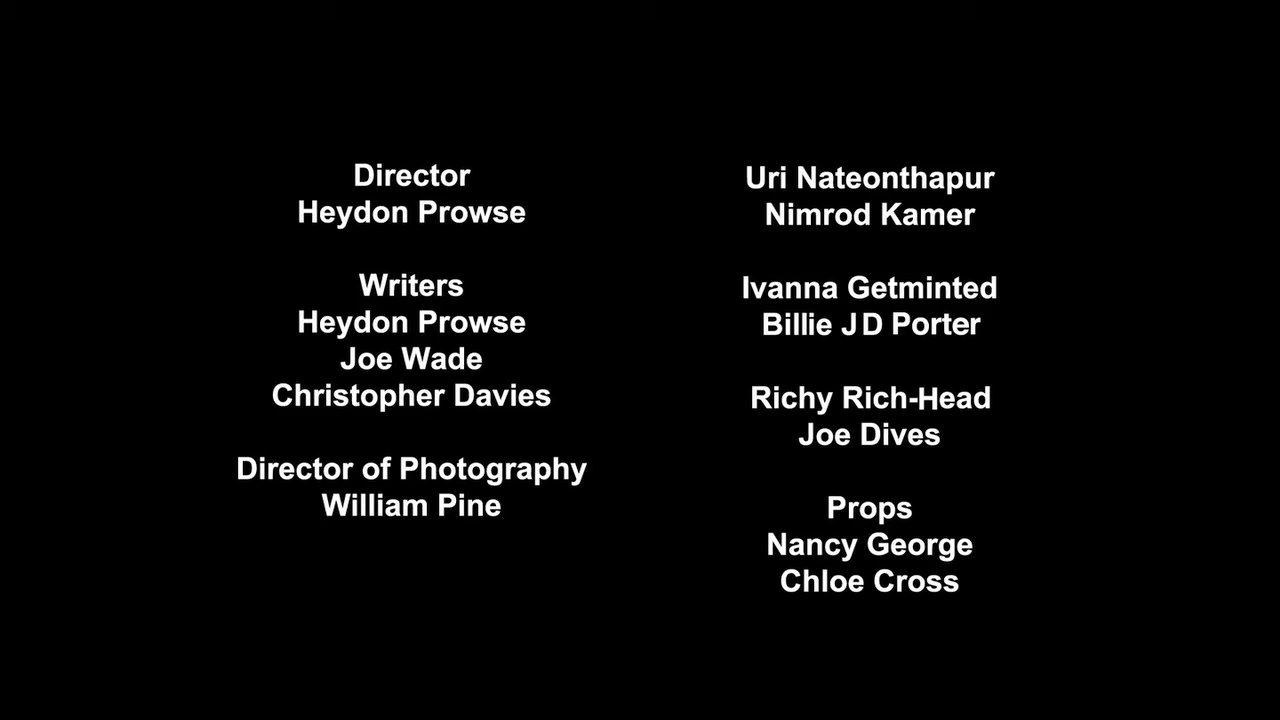 Director
Heydon Prowse
Writers
Heydon Prowse
Joe Wade
Christopher Davies
Director of Photography
William Pine
Uri Nateonthapur
Nimrod Kamer
Ivanna Getminted
Billie JD Porter
Richy Rich-Head
Joe Dives
Props
Nancy George
Chloe Cross